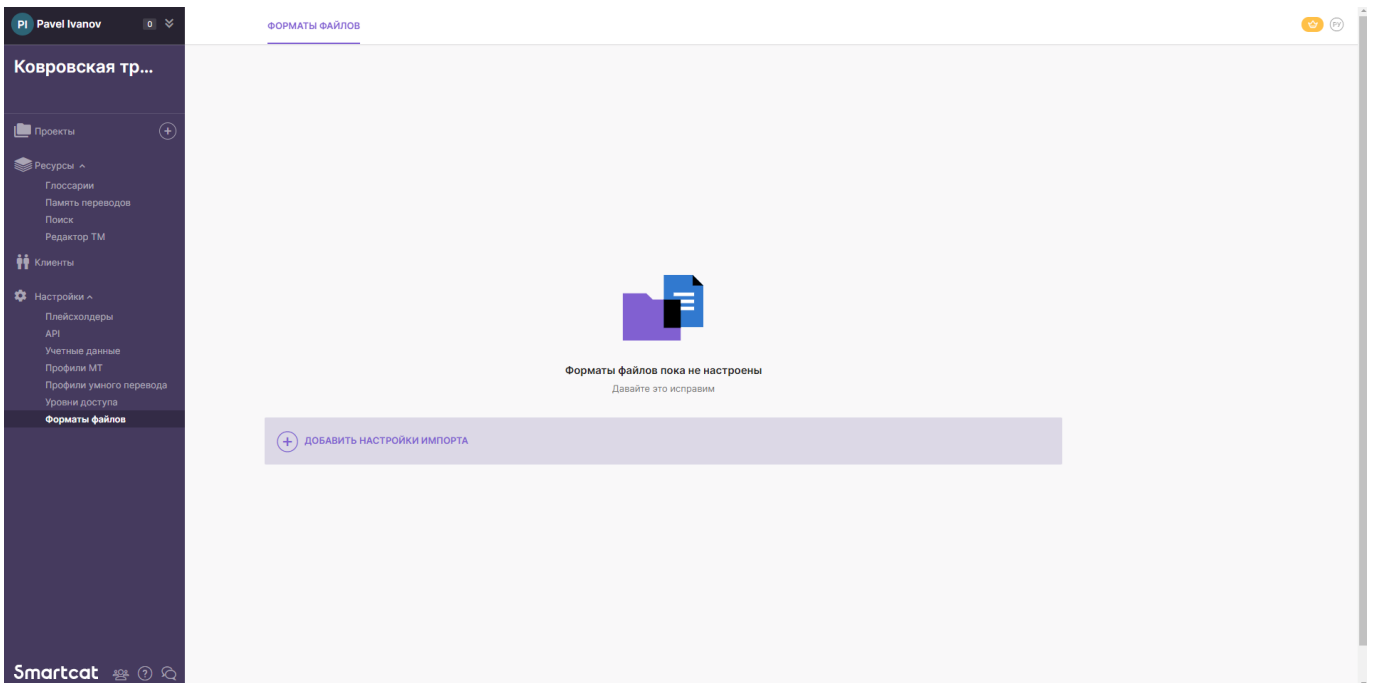 PI Pavel Ivanov 0
ФОРМАТЫ ФАЙЛОВ
РУ
Ковровская тр...
Проекты
Ресурсы
Глоссарии
Память переводов
Поиск
Редактор ТМ
Клиенты
Настройки
Плейсхолдеры
API
Учетные данные
Профили МТ
Профили умного перевода
Уровни доступа
Форматы файлов
Форматы файлов пока не настроены
Давайте это исправим
ДОБАВИТЬ НАСТРОЙКИ ИМПОРТА
Smartcat